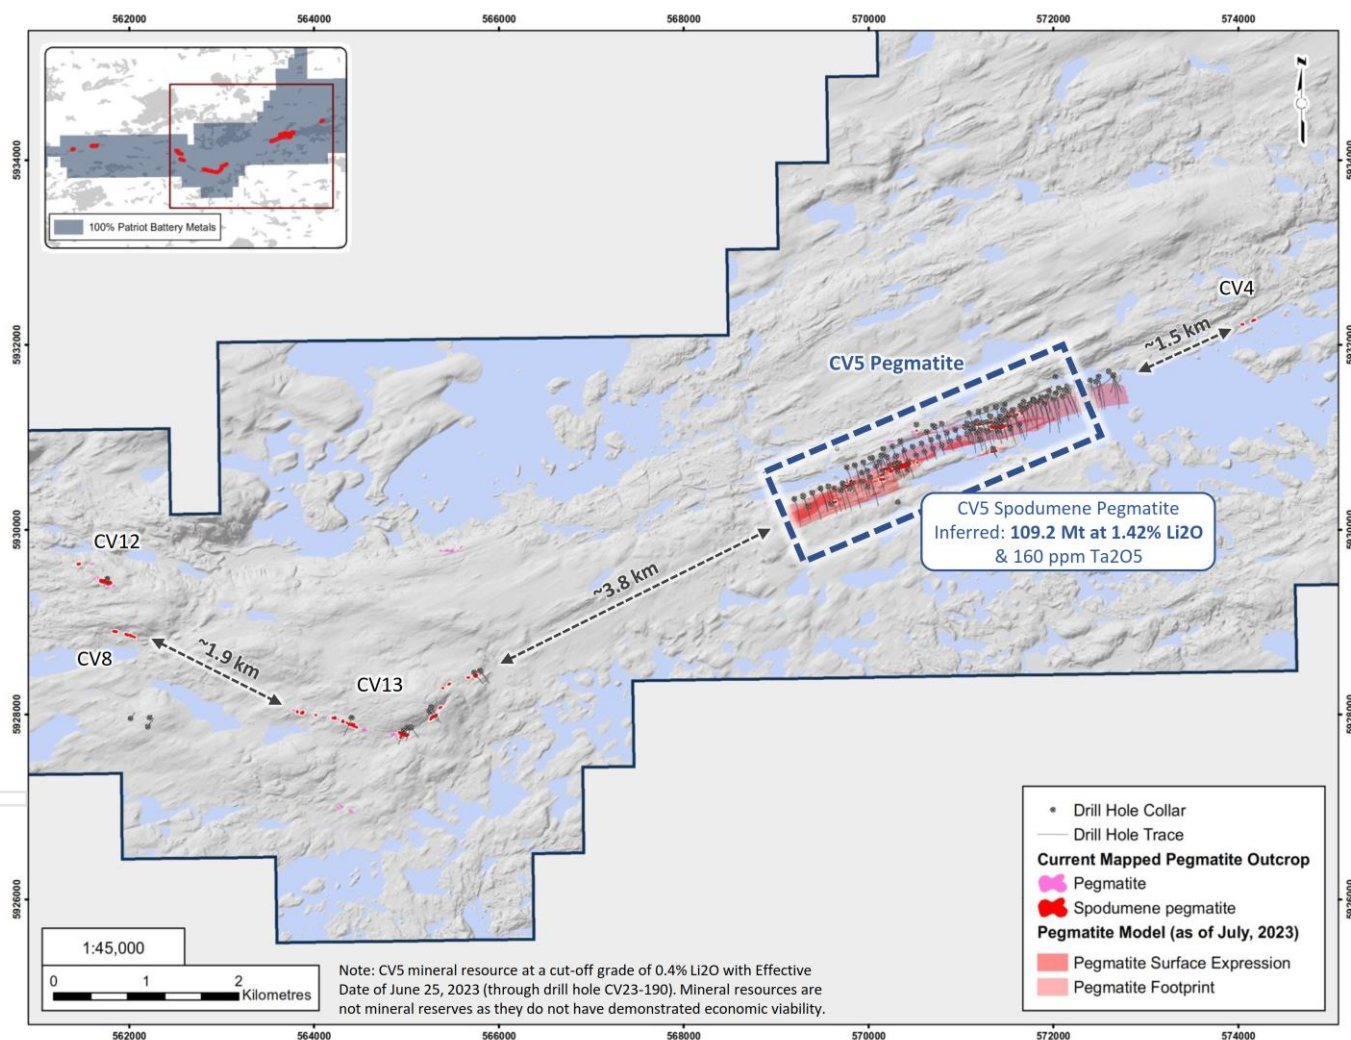 562000 564000 566000 568000 570000 572000 574000
100% Patriot Battery Metals
N
5934000 5934000
CV4
5932000 5932000
~1.5 km
CV5 Pegmatite
CV5 Spodumene Pegmatite
Inferred: 109.2 Mt at 1.42% Li2O
& 160 ppm Ta2O5
5930000 5930000
CV12
~3.8 km
CV8
~1.9 km
CV13
5928000 5928000
Drill Hole Collar
Drill Hole Trace
Current Mapped Pegmatite Outcrop
Pegmatite
Spodumene pegmatite
Pegmatite Model (as of July, 2023)
Pegmatite Surface Expression
Pegmatite Footprint
5926000 5926000
1:45,000
0 1 2
Kilometres
Note: CV5 mineral resource at a cut-off grade of 0.4% Li2O with Effective
Date of June 25, 2023 (through drill hole CV23-190). Mineral resources are
not mineral reserves as they do not have demonstrated economic viability.
562000 564000 566000 568000 570000 572000 574000